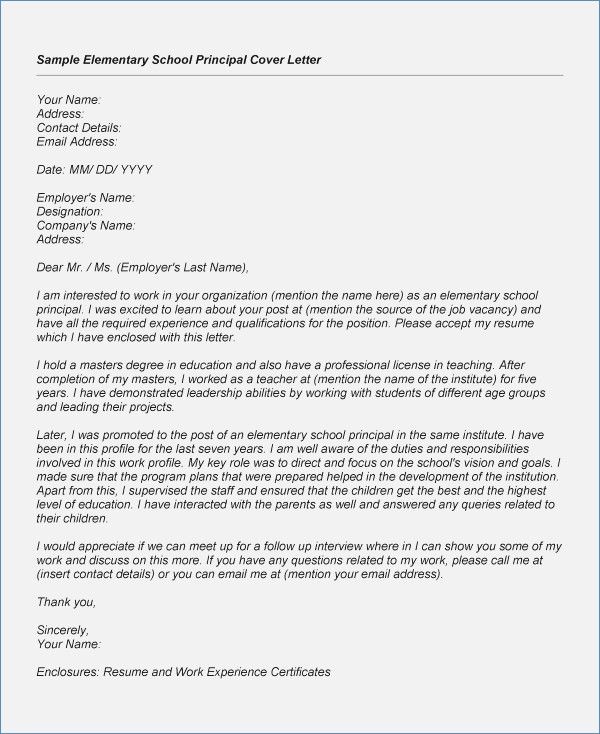 Sample Elementary School Principal Cover Letter
Your Name:
Address:
Contact Details:
Email Address:
Date: MM/ DD/ YYYY
Employer's Name:
Designation:
Company's Name:
Address:
Dear Mr. / Ms. (Employer's Last Name),
I am interested to work in your organization (mention the name here) as an elementary school
principal. I was excited to learn about your post at (mention the source of the job vacancy) and
have all the required experience and qualifications for the position. Please accept my resume
which I have enclosed with this letter.
I hold a masters degree in education and also have a professional license in teaching. After
completion of my masters, I worked as a teacher at (mention the name of the institute) for five
years. I have demonstrated leadership abilities by working with students of different age groups
and leading their projects.
Later, I was promoted to the post of an elementary school principal in the same institute. I have
been in this profile for the last seven years. I am well aware of the duties and responsibilities
involved in this work profile. My key role was to direct and focus on the school's vision and goals. I
made sure that the program plans that were prepared helped in the development of the institution.
Apart from this, I supervised the staff and ensured that the children get the best and the highest
level of education. I have interacted with the parents as well and answered any queries related to
their children.
I would appreciate if we can meet up for a follow up interview where in I can show you some of my
work and discuss on this more. If you have any questions related to my work, please call me at
(insert contact details) or you can email me at (mention your email address).
Thank you,
Sincerely,
Your Name:
Enclosures: Resume and Work Experience Certificates